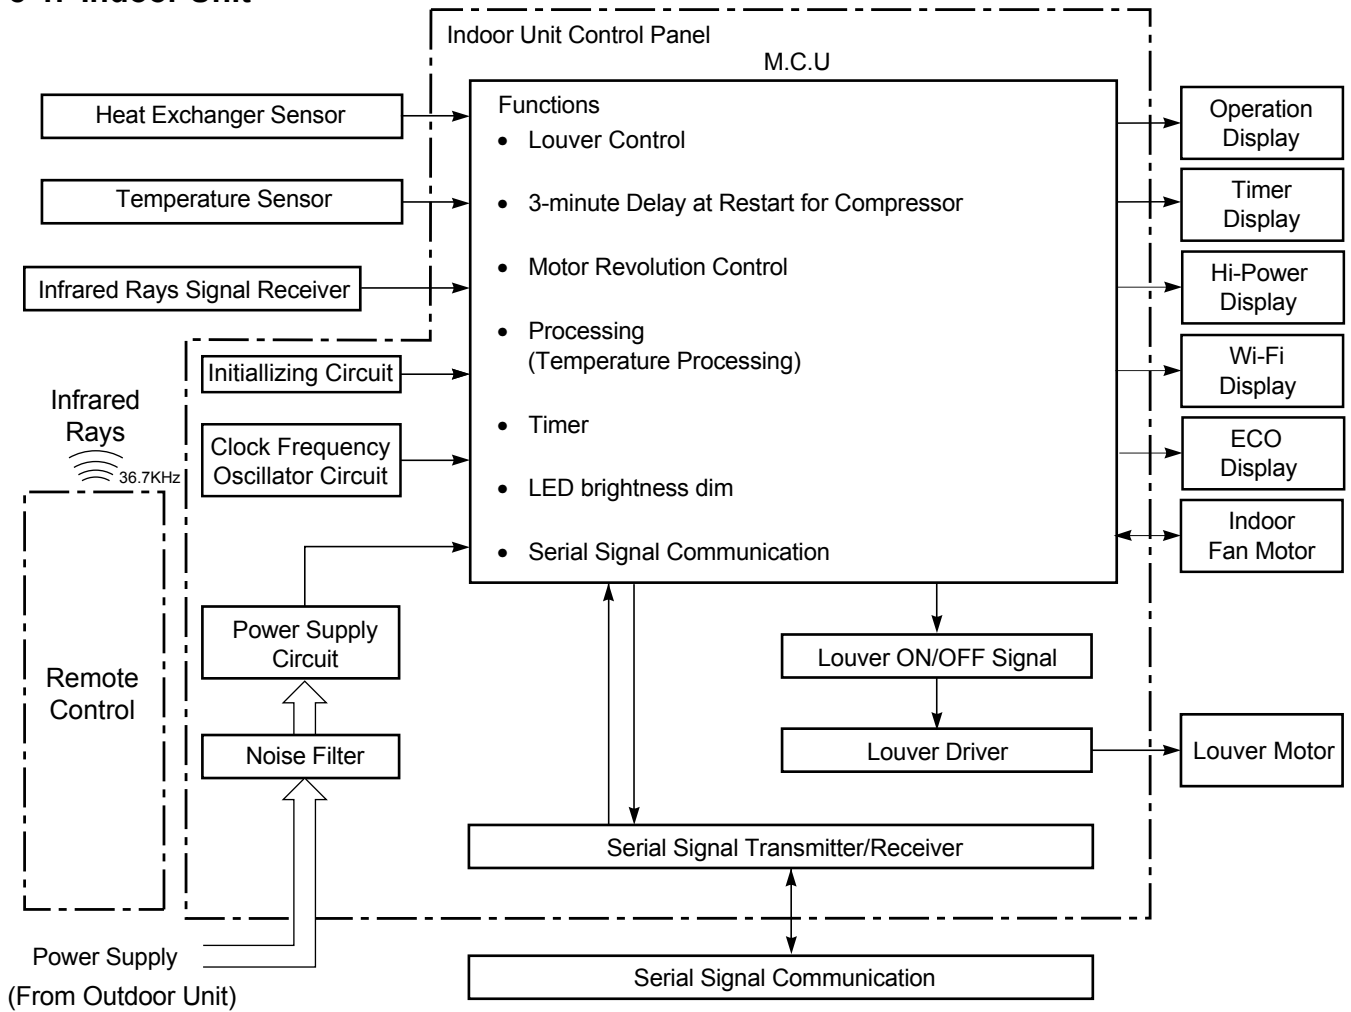 Indoor Unit
Indoor Unit Control Panel
M.C.U
Heat Exchanger Sensor
Temperature Sensor
Infrared Rays Signal Receiver
Initiallizing Circuit
Clock Frequency
Oscillator Circuit
Power Supply
Circuit
Noise Filter
Infrared
Rays
36.7KHz
Remote
Control
Power Supply
(From Outdoor Unit)
Functions
• Louver Control
• 3-minute Delay at Restart for Compressor
• Motor Revolution Control
• Processing
(Temperature Processing)
• Timer
• LED brightness dim
• Serial Signal Communication
Louver ON/OFF Signal
Louver Driver
Serial Signal Transmitter/Receiver
Serial Signal Communication
Operation
Display
Timer
Display
Hi-Power
Display
Wi-Fi
Display
ECO
Display
Indoor
Fan Motor
Louver Motor